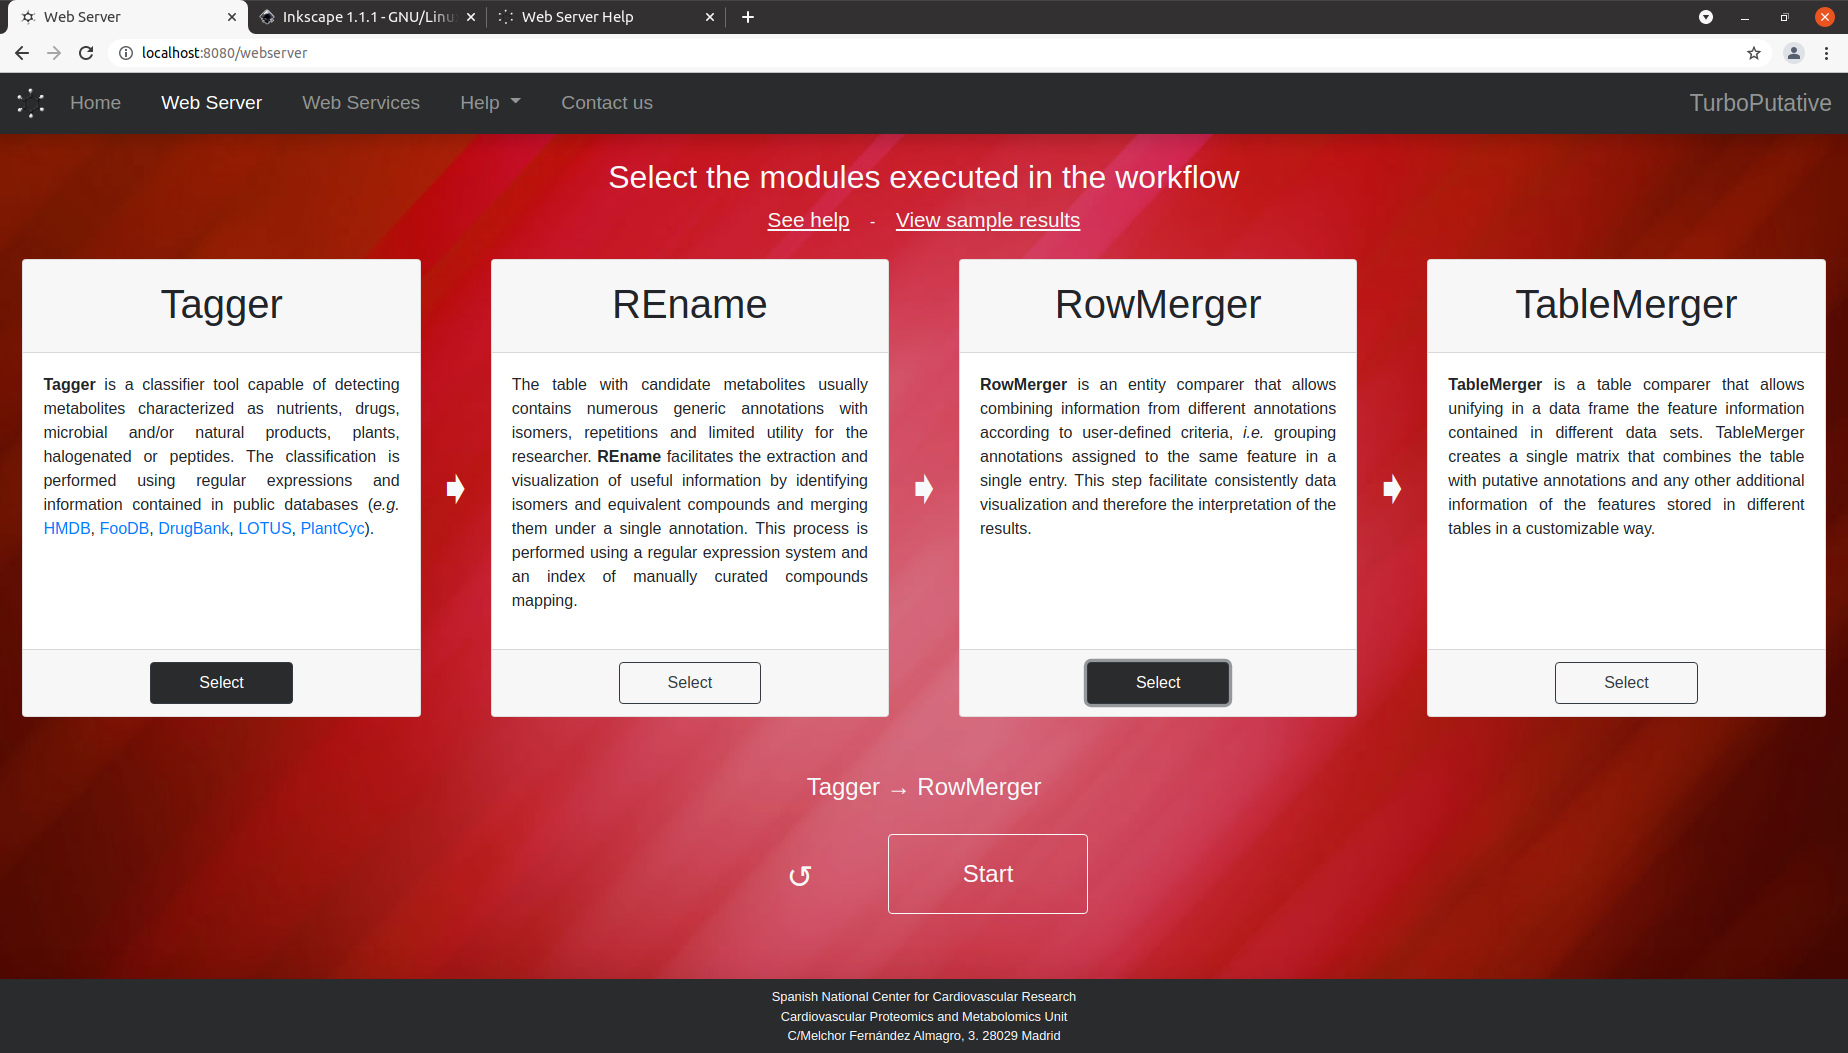 Web Server
Inkscape 1.1.1 - GNU/Linu
Web Server Help
localhost:8080/webserver
Home
Web Server
Web Services
Help
Contact us
TurboPutative
Select the modules executed in the workflow
See help - View sample results
Tagger
Tagger is a classifier tool capable of detecting
metabolites characterized as nutrients, drugs,
microbial and/or natural products, plants,
halogenated or peptides. The classification is
performed using regular expressions and
information contained in public databases (e.g.
HMDB, FooDB, DrugBank, LOTUS, PlantCyc).
Select
REname
The table with candidate metabolites usually
contains numerous generic annotations with
isomers, repetitions and limited utility for the
researcher. REname facilitates the extraction and
visualization of useful information by identifying
isomers and equivalent compounds and merging
them under a single annotation. This process is
performed using a regular expression system and
an index of manually curated compounds
mapping.
Select
RowMerger
RowMerger is an entity comparer that allows
combining information from different annotations
according to user-defined criteria, i.e. grouping
annotations assigned to the same feature in a
single entry. This step facilitate consistently data
visualization and therefore the interpretation of the
results.
Select
TableMerger
TableMerger is a table comparer that allows
unifying in a data frame the feature information
contained in different data sets. TableMerger
creates a single matrix that combines the table
with putative annotations and any other additional
information of the features stored in different
tables in a customizable way.
Select
Tagger → RowMerger
Start
Spanish National Center for Cardiovascular Research
Cardiovascular Proteomics and Metabolomics Unit
C/Melchor Fernández Almagro, 3. 28029 Madrid